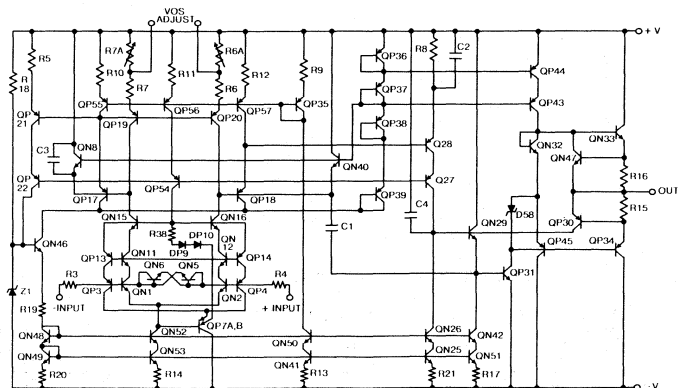 VOS
ADJUST
+ V
R5
R7A
R6A
R8
C2
QP36
R
18
R10
R7
R11
R6
R12
R9
QP44
QP37
QP55
QP56
QP57
QP35
QP43
QP
21
QP19
QP20
QP38
QN8
Q28
QN32
QN33
C3
QN40
QN47
QP
22
QP54
Q27
R16
QP17
QP18
QP39
OUT
D58
R15
QN15
QN16
C4
C1
QN29
QP30
R38
QN46
DP10
DP9
QN
12
QP45
QP34
QP13
QN11
QP14
QN6
QN5
QP31
R3
R4
Z1
QP3
QN1
QN2
QP4
R19
-INPUT
+ INPUT
QP7A,B
QN48
QN52
QN50
QN26
QN42
QN49
QN53
QN41
QN25
QN51
R20
R14
R13
R21
R17
-V